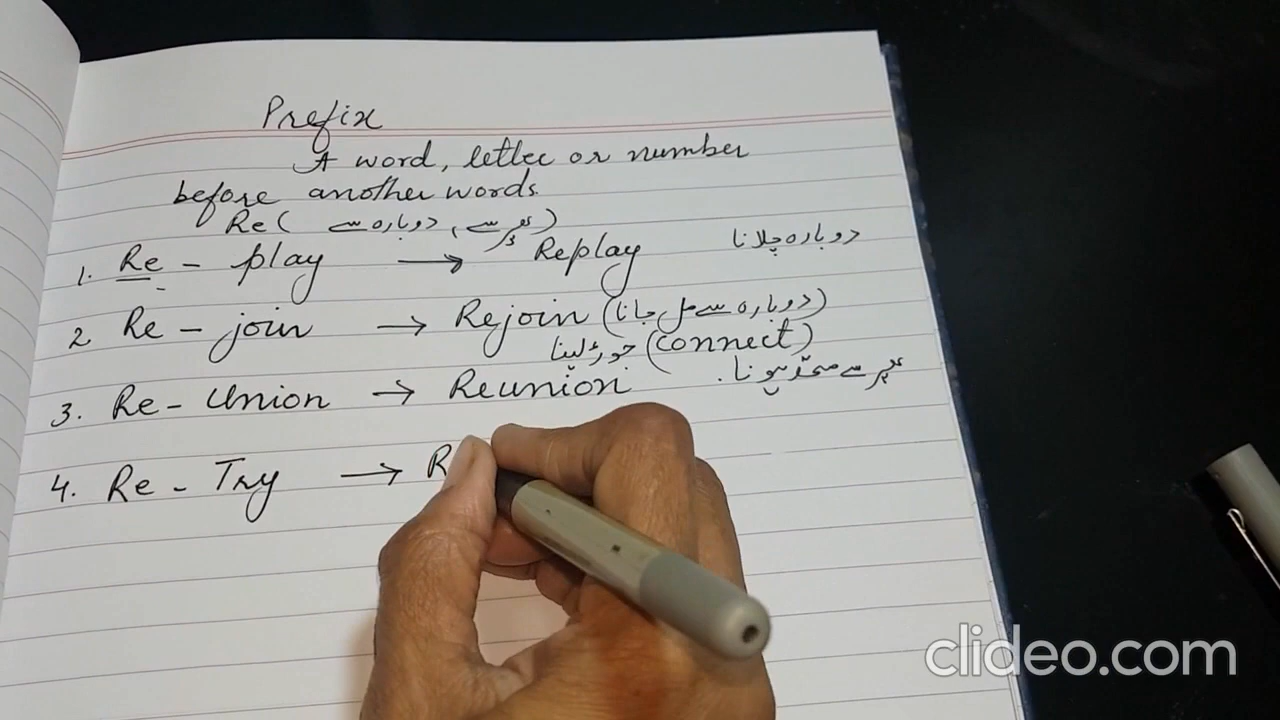 Prefix
A word, letter or number
before another words.
Re ( پھر سے , دوبارہ سے )
1. Re - play → Replay دوبارہ چلانا
2 Re - join → Rejoin (دوبارہ سے مل جانا)
جوڑ لینا (connect)
3. Re - Union → Reunion پھر سے متحد ہونا.
4. Re - Try → R
clideo.com